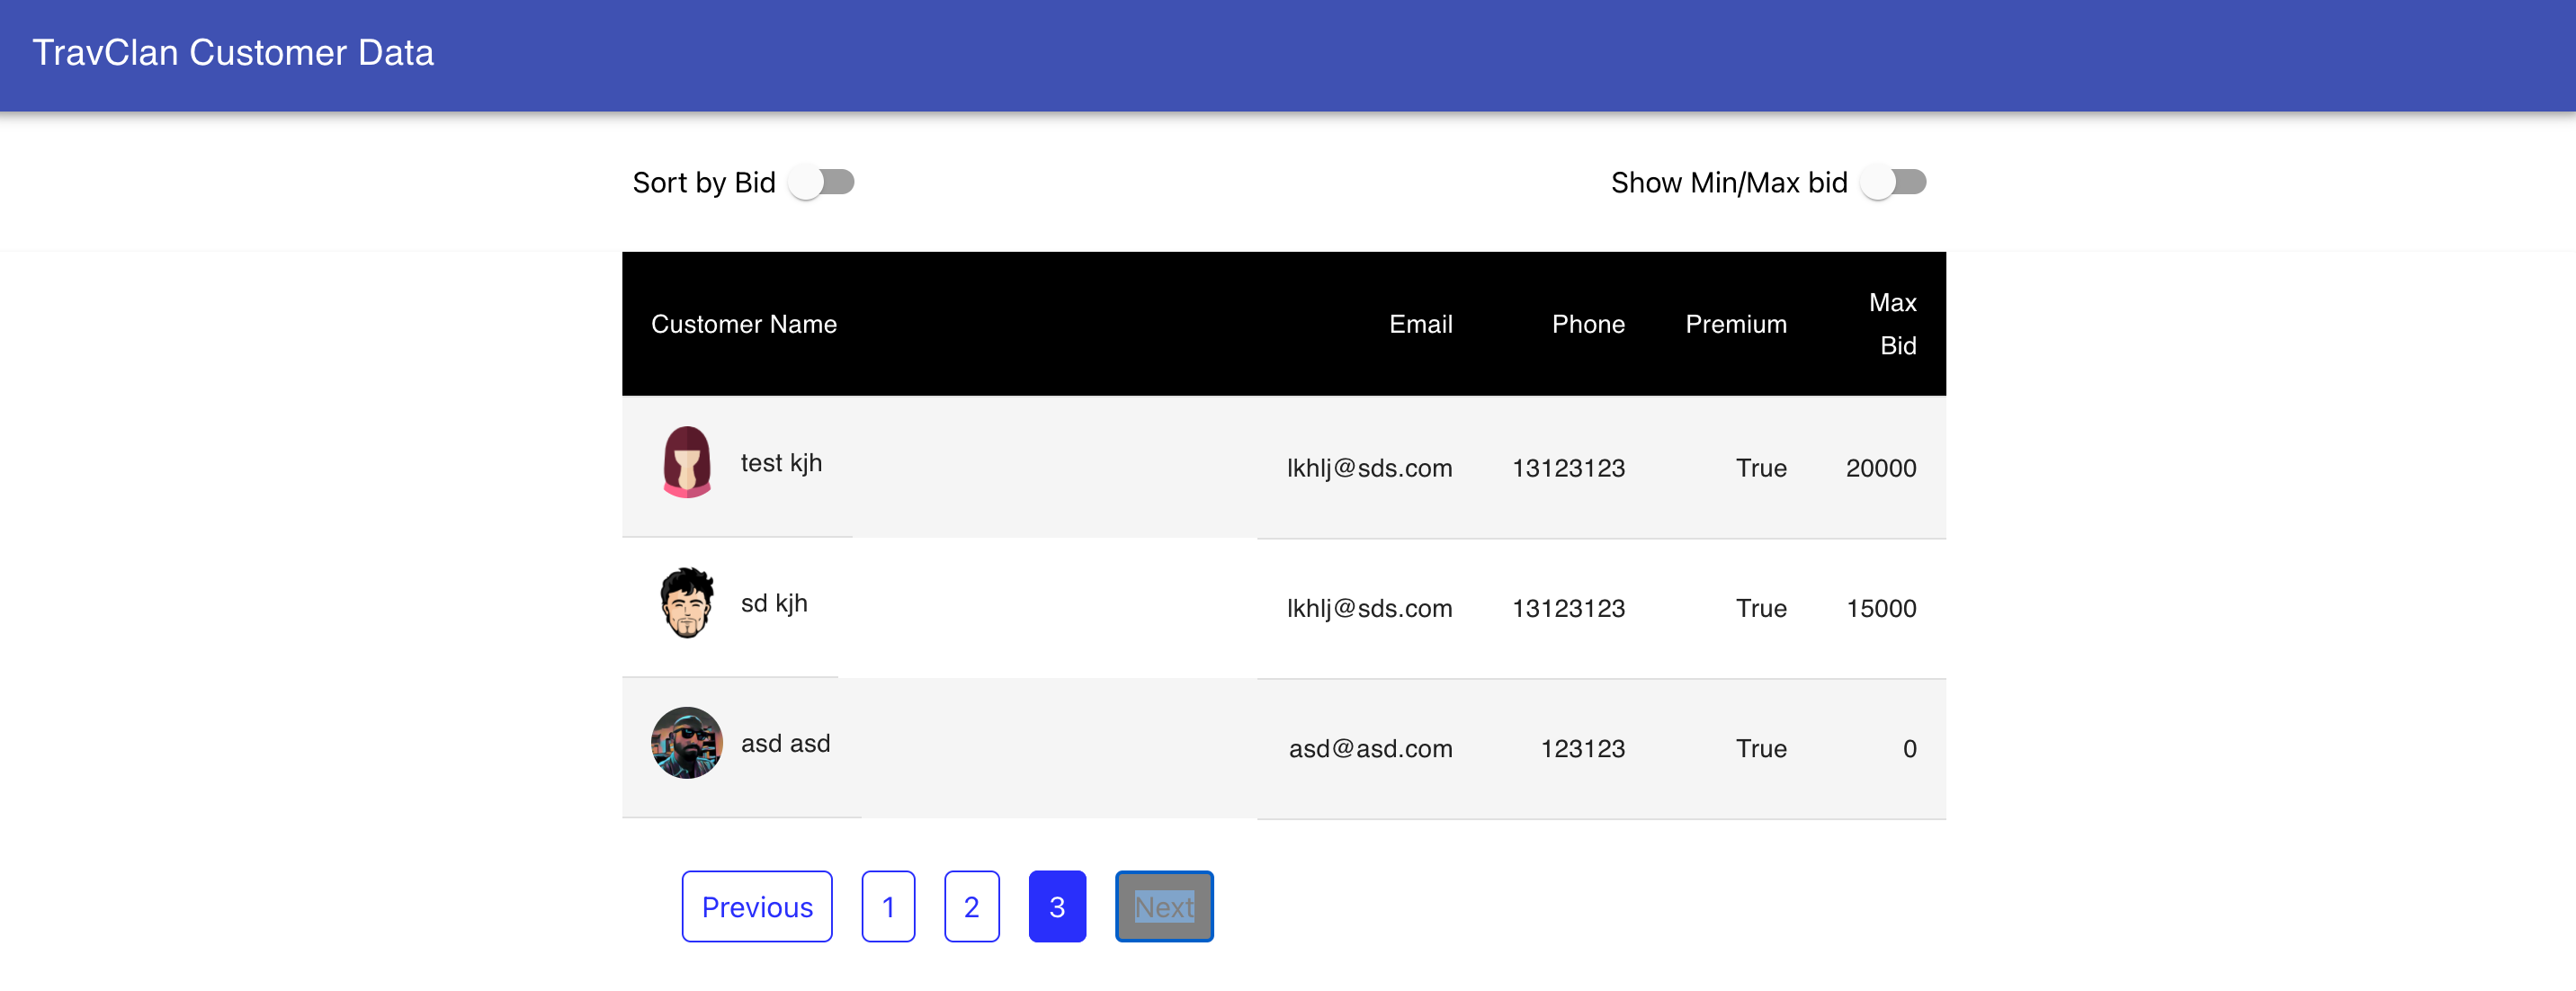 TravClan Customer Data
Sort by Bid
Show Min/Max bid
Customer Name Email Phone Premium Max Bid
test kjh lkhlj@sds.com 13123123 True 20000
sd kjh lkhlj@sds.com 13123123 True 15000
asd asd asd@asd.com 123123 True 0
Previous 1 2 3 Next